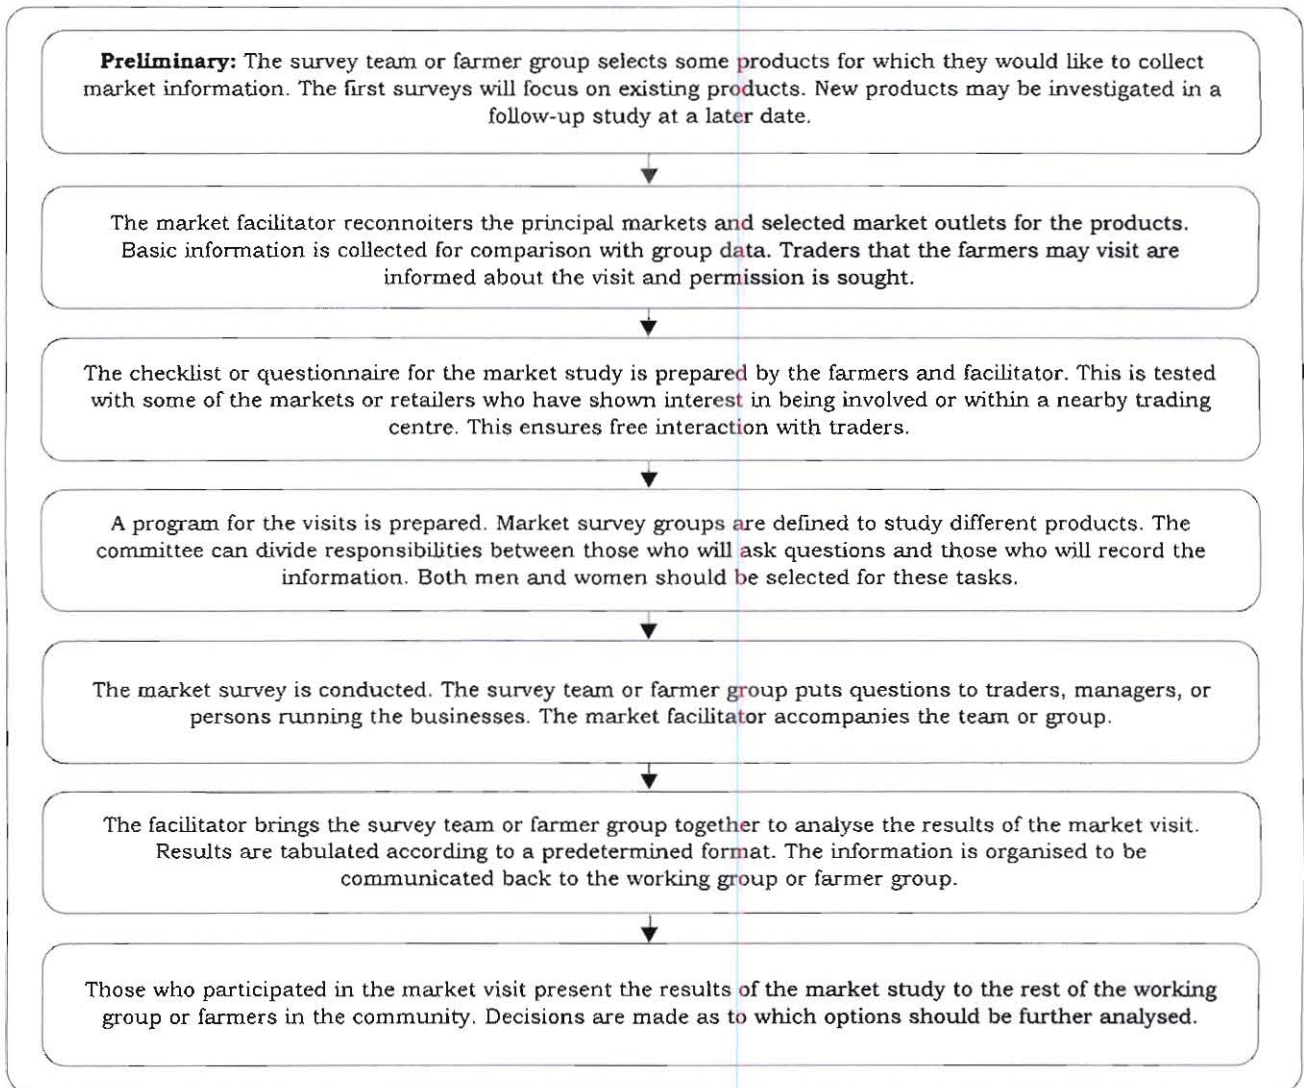 Preliminary: The survey team or farmer group selects some products for which they would like to collect
market information. The first surveys will focus on existing products. New products may be investigated in a
follow-up study at a later date.
The market facilitator reconnoiters the principal markets and selected market outlets for the products.
Basic information is collected for comparison with group data. Traders that the farmers may visit are
informed about the visit and permission is sought.
The checklist or questionnaire for the market study is prepared by the farmers and facilitator. This is tested
with some of the markets or retailers who have shown interest in being involved or within a nearby trading
centre. This ensures free interaction with traders.
A program for the visits is prepared. Market survey groups are defined to study different products. The
committee can divide responsibilities between those who will ask questions and those who will record the
information. Both men and women should be selected for these tasks.
The market survey is conducted. The survey team or farmer group puts questions to traders, managers, or
persons running the businesses. The market facilitator accompanies the team or group.
The facilitator brings the survey team or farmer group together to analyse the results of the market visit.
Results are tabulated according to a predetermined format. The information is organised to be
communicated back to the working group or farmer group.
Those who participated in the market visit present the results of the market study to the rest of the working
group or farmers in the community. Decisions are made as to which options should be further analysed.